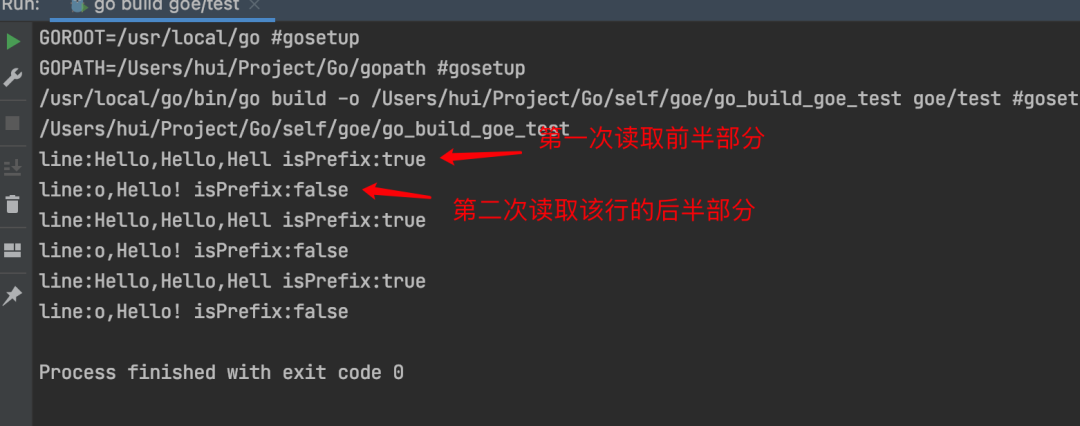 Run: go build goe/test ×
GOROOT=/usr/local/go #gosetup
GOPATH=/Users/hui/Project/Go/gopath #gosetup
/usr/local/go/bin/go build -o /Users/hui/Project/Go/self/goe/go_build_goe_test goe/test #goset
/Users/hui/Project/Go/self/goe/go_build_goe_test
第一次读取前半部分
line:Hello,Hello,Hell isPrefix:true
line:o,Hello! isPrefix:false
第二次读取该行的后半部分
line:Hello,Hello,Hell isPrefix:true
line:o,Hello! isPrefix:false
line:Hello,Hello,Hell isPrefix:true
line:o,Hello! isPrefix:false
Process finished with exit code 0